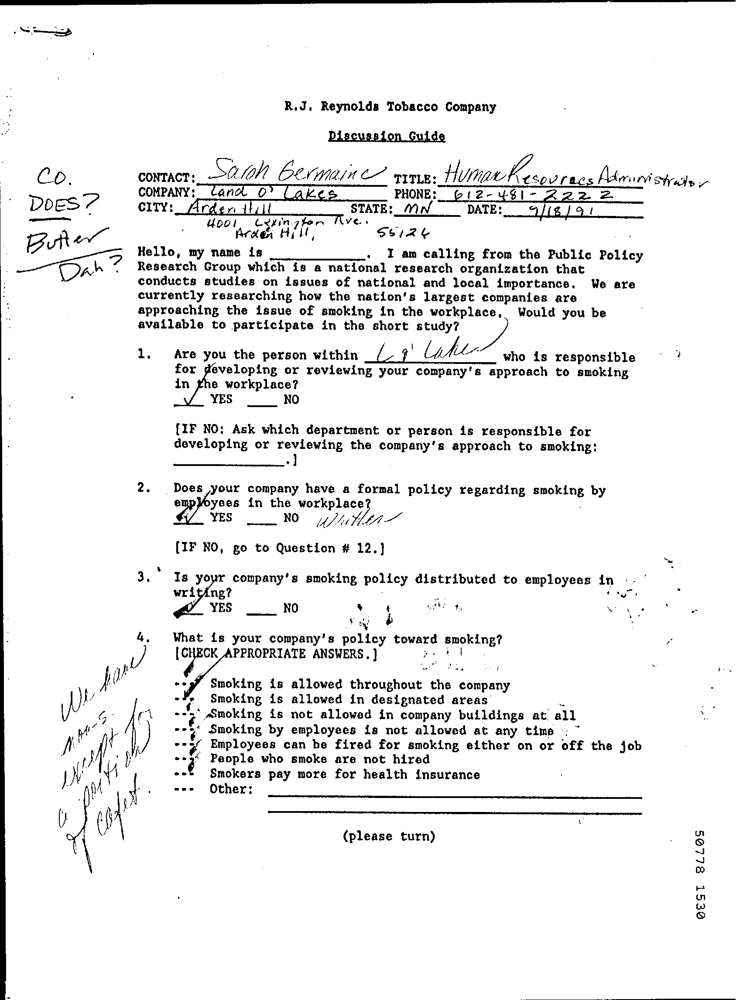 R.J. Reynolds Tobacco Company
Discussion Guide
CO.
DOES?
Butter
Dah?
CONTACT: Sarah Germaine TITLE: Human Resources Administrator
COMPANY: Land O' Lakes PHONE: 612-481-2222
CITY: Arden Hill STATE: MN DATE: 9/18/91
4001 Lexington Ave.
Arden Hill, 55126
Hello, my name is ________. I am calling from the Public Policy
Research Group which is a national research organization that
conducts studies on issues of national and local importance. We are
currently researching how the nation's largest companies are
approaching the issue of smoking in the workplace. Would you be
available to participate in the short study?
1. Are you the person within L O' Lakes who is responsible
for developing or reviewing your company's approach to smoking
in the workplace?
✓ YES ____ NO
[IF NO: Ask which department or person is responsible for
developing or reviewing the company's approach to smoking:
______________.]
2. Does your company have a formal policy regarding smoking by
employees in the workplace?
✓ YES ____ NO Written
[IF NO, go to Question # 12.]
3. Is your company's smoking policy distributed to employees in
writing?
✓ YES ____ NO
4. What is your company's policy toward smoking?
[CHECK APPROPRIATE ANSWERS.]
--- Smoking is allowed throughout the company
--- Smoking is allowed in designated areas
--- Smoking is not allowed in company buildings at all
--- Smoking by employees is not allowed at any time
--- Employees can be fired for smoking either on or off the job
--- People who smoke are not hired
--- Smokers pay more for health insurance
--- Other:
We have
non-s.
except for
a portion
of cafet.
(please turn)
50778 1530